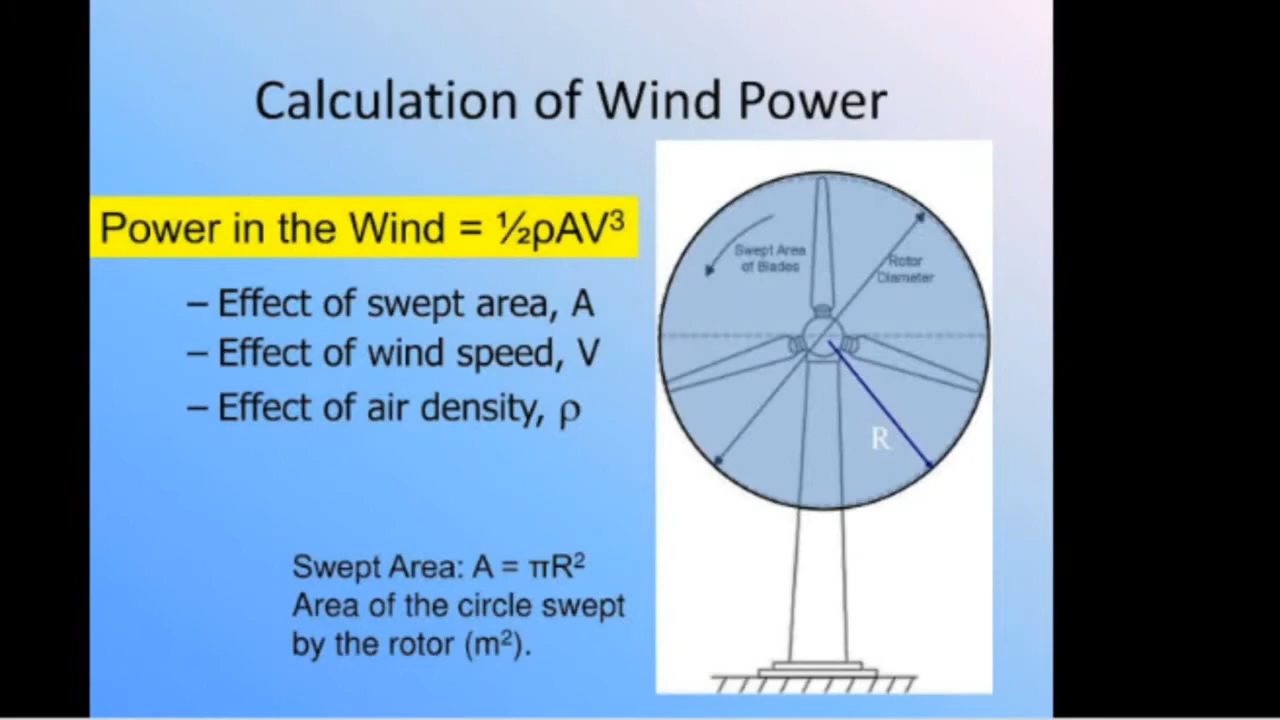 Calculation of Wind Power
Power in the Wind = ½ρAV³
– Effect of swept area, A
– Effect of wind speed, V
– Effect of air density, ρ
Swept Area: A = πR²
Area of the circle swept
by the rotor (m²).
Swept Area
of Blades
Rotor
Diameter
R